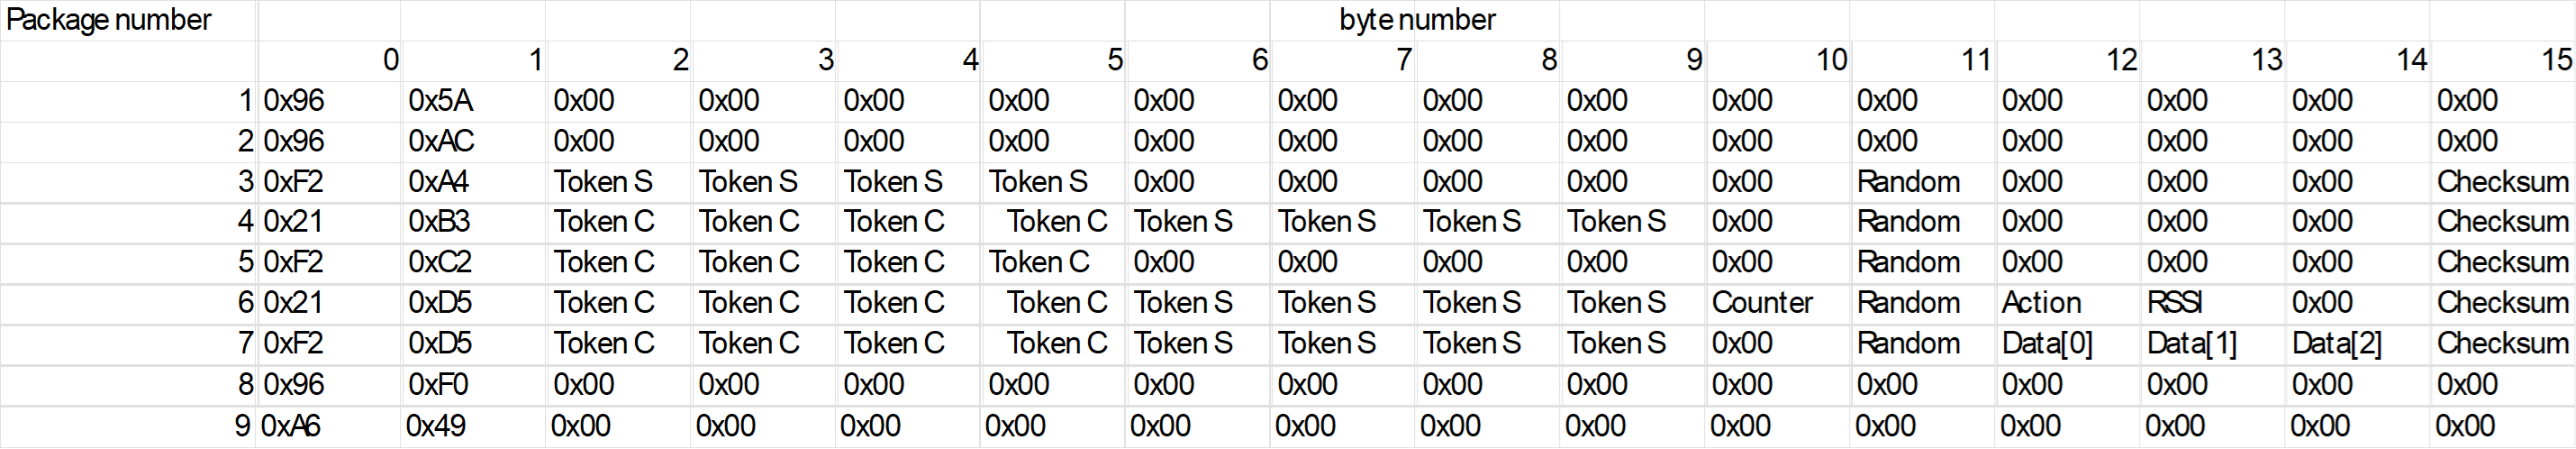 Package number byte number
0 1 2 3 4 5 6 7 8 9 10 11 12 13 14 15
1 0x96 0x5A 0x00 0x00 0x00 0x00 0x00 0x00 0x00 0x00 0x00 0x00 0x00 0x00 0x00 0x00
2 0x96 0xAC 0x00 0x00 0x00 0x00 0x00 0x00 0x00 0x00 0x00 0x00 0x00 0x00 0x00 0x00
3 0xF2 0xA4 Token S Token S Token S Token S 0x00 0x00 0x00 0x00 0x00 Random 0x00 0x00 0x00 Checksum
4 0x21 0xB3 Token C Token C Token C Token C Token S Token S Token S Token S 0x00 Random 0x00 0x00 0x00 Checksum
5 0xF2 0xC2 Token C Token C Token C Token C 0x00 0x00 0x00 0x00 0x00 Random 0x00 0x00 0x00 Checksum
6 0x21 0xD5 Token C Token C Token C Token C Token S Token S Token S Token S Counter Random Action RSSI 0x00 Checksum
7 0xF2 0xD5 Token C Token C Token C Token C Token S Token S Token S Token S 0x00 Random Data[0] Data[1] Data[2] Checksum
8 0x96 0xF0 0x00 0x00 0x00 0x00 0x00 0x00 0x00 0x00 0x00 0x00 0x00 0x00 0x00 0x00
9 0xA6 0x49 0x00 0x00 0x00 0x00 0x00 0x00 0x00 0x00 0x00 0x00 0x00 0x00 0x00 0x00